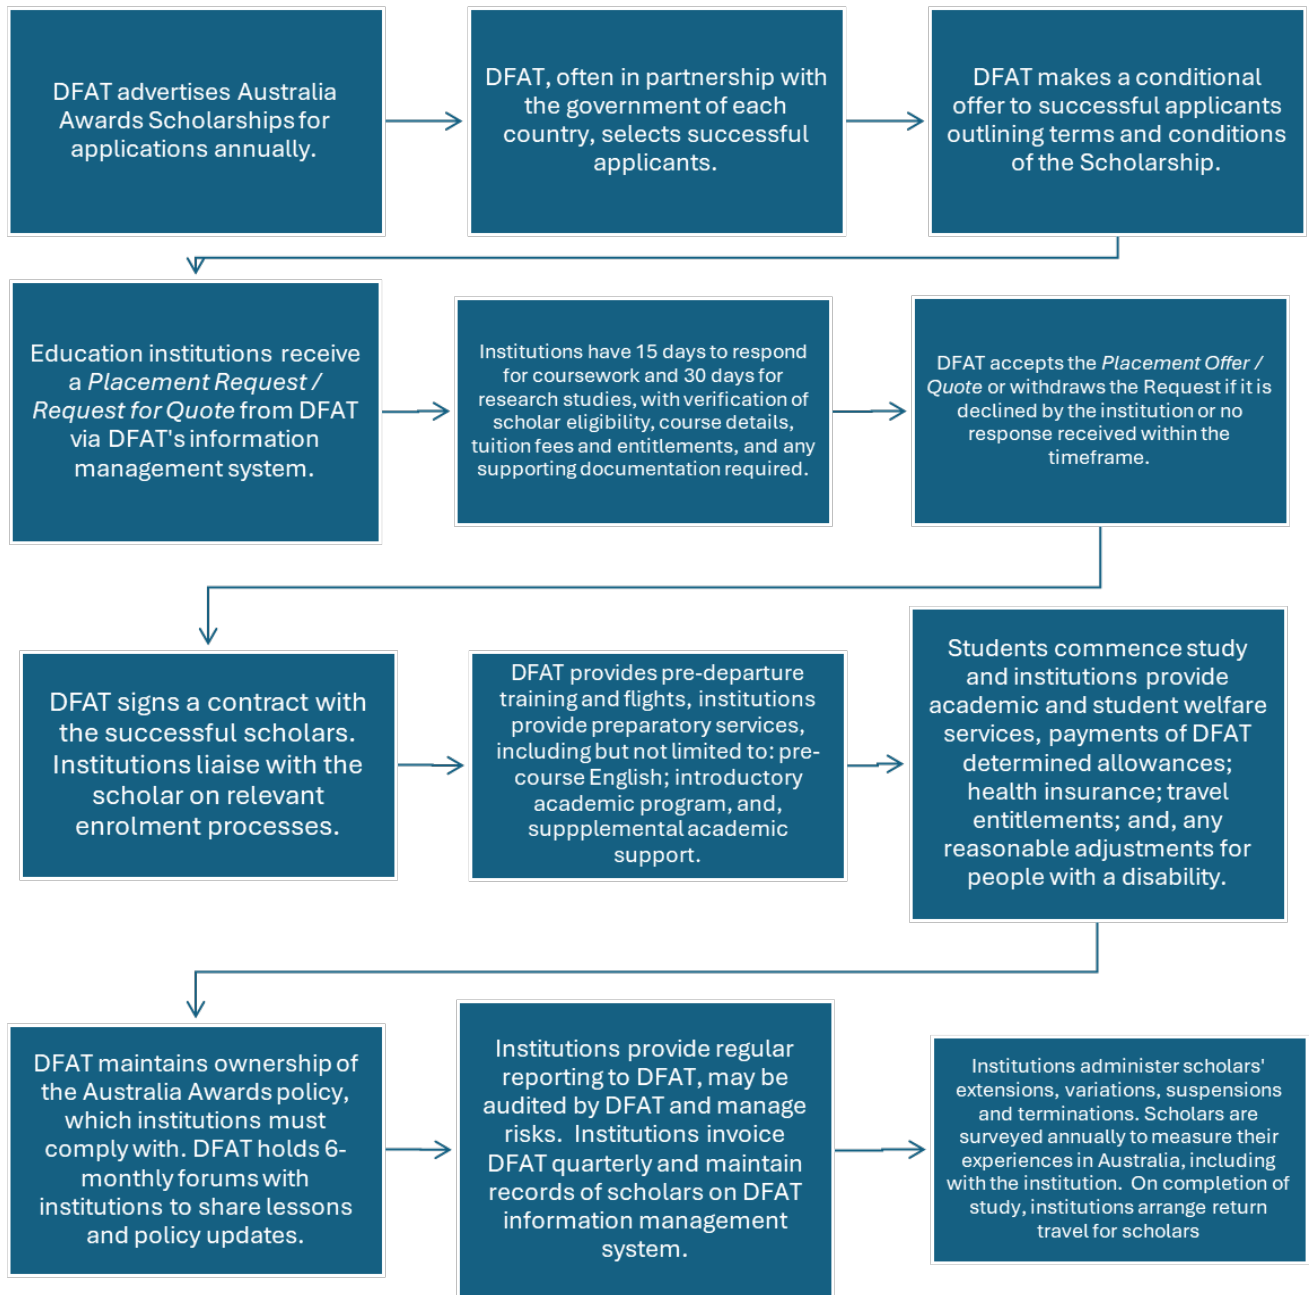 DFAT advertises Australia
Awards Scholarships for
applications annually.
DFAT, often in partnership with
the government of each
country, selects successful
applicants.
DFAT makes a conditional
offer to successful applicants
outlining terms and conditions
of the Scholarship.
Education institutions receive
a Placement Request /
Request for Quote from DFAT
via DFAT's information
management system.
Institutions have 15 days to respond
for coursework and 30 days for
research studies, with verification of
scholar eligibility, course details,
tuition fees and entitlements, and any
supporting documentation required.
DFAT accepts the Placement Offer /
Quote or withdraws the Request if it is
declined by the institution or no
response received within the
timeframe.
DFAT signs a contract with
the successful scholars.
Institutions liaise with the
scholar on relevant
enrolment processes.
DFAT provides pre-departure
training and flights, institutions
provide preparatory services,
including but not limited to: pre-
course English; introductory
academic program, and,
suppplemental academic
support.
Students commence study
and institutions provide
academic and student welfare
services, payments of DFAT
determined allowances;
health insurance; travel
entitlements; and, any
reasonable adjustments for
people with a disability.
DFAT maintains ownership of
the Australia Awards policy,
which institutions must
comply with. DFAT holds 6-
monthly forums with
institutions to share lessons
and policy updates.
Institutions provide regular
reporting to DFAT, may be
audited by DFAT and manage
risks. Institutions invoice
DFAT quarterly and maintain
records of scholars on DFAT
information management
system.
Institutions administer scholars'
extensions, variations, suspensions
and terminations. Scholars are
surveyed annually to measure their
experiences in Australia, including
with the institution. On completion of
study, institutions arrange return
travel for scholars